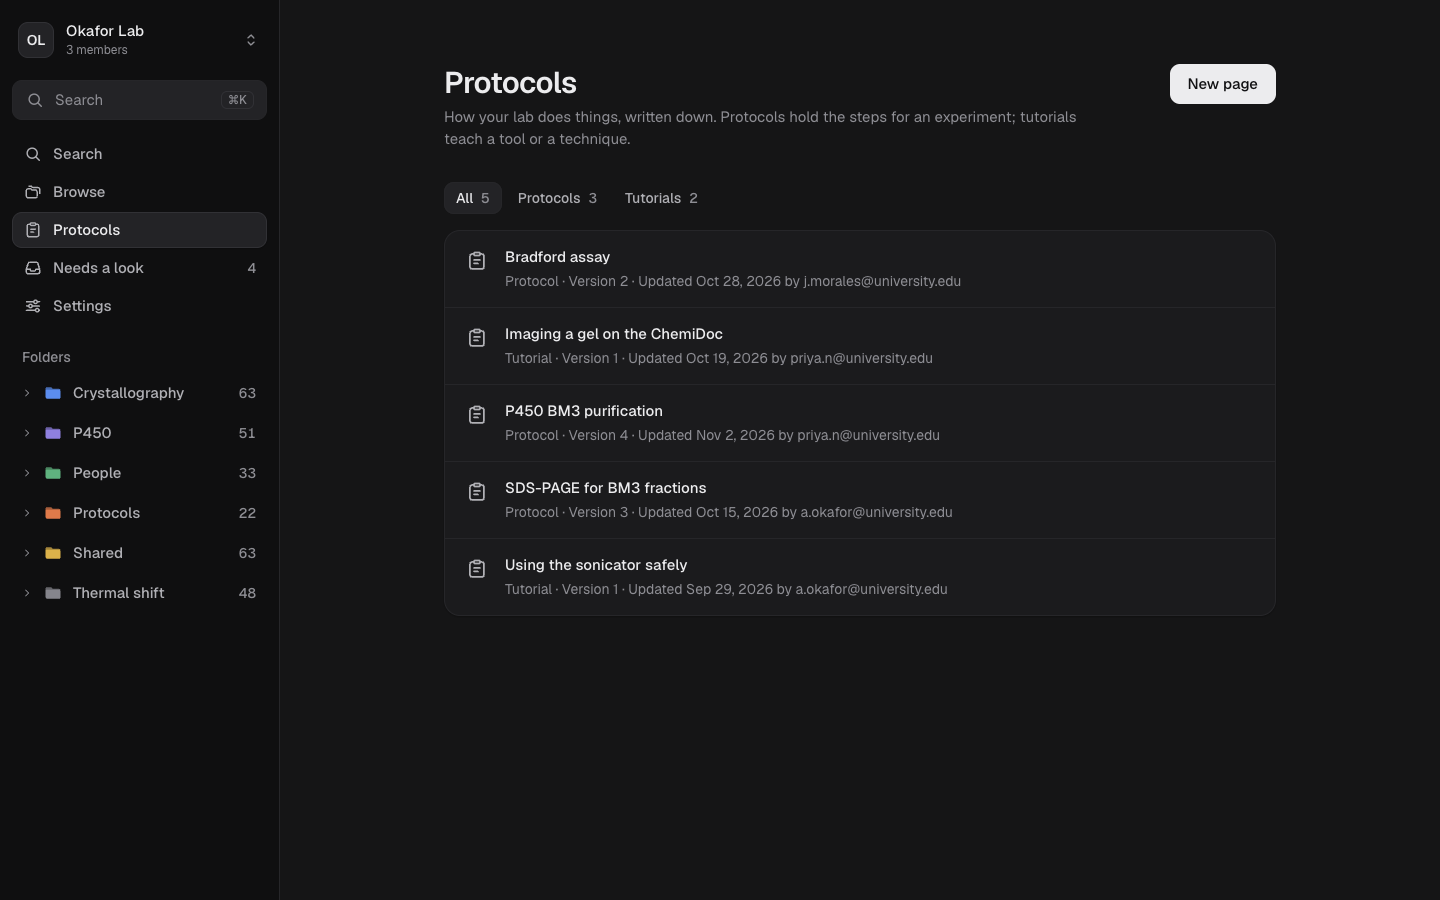 OL
Okafor Lab
3 members
Search
⌘K
Search
Browse
Protocols
Needs a look 4
Settings
Folders
Crystallography 63
P450 51
People 33
Protocols 22
Shared 63
Thermal shift 48
Protocols
New page
How your lab does things, written down. Protocols hold the steps for an experiment; tutorials
teach a tool or a technique.
All 5 Protocols 3 Tutorials 2
Bradford assay
Protocol · Version 2 · Updated Oct 28, 2026 by j.morales@university.edu
Imaging a gel on the ChemiDoc
Tutorial · Version 1 · Updated Oct 19, 2026 by priya.n@university.edu
P450 BM3 purification
Protocol · Version 4 · Updated Nov 2, 2026 by priya.n@university.edu
SDS-PAGE for BM3 fractions
Protocol · Version 3 · Updated Oct 15, 2026 by a.okafor@university.edu
Using the sonicator safely
Tutorial · Version 1 · Updated Sep 29, 2026 by a.okafor@university.edu